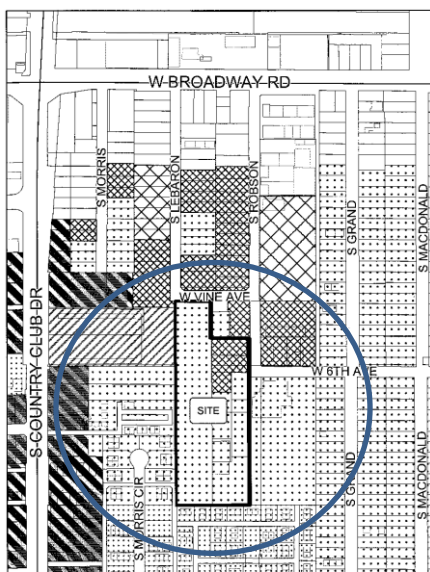 W BROADWAY RD
S MORRIS
S LEBARON
S ROBSON
S GRAND
S MACDONALD
W VINE AVE
S COUNTRY CLUB DR
W 6TH AVE
SITE
S MORRIS CIR
S GRAND
S MACDONALD